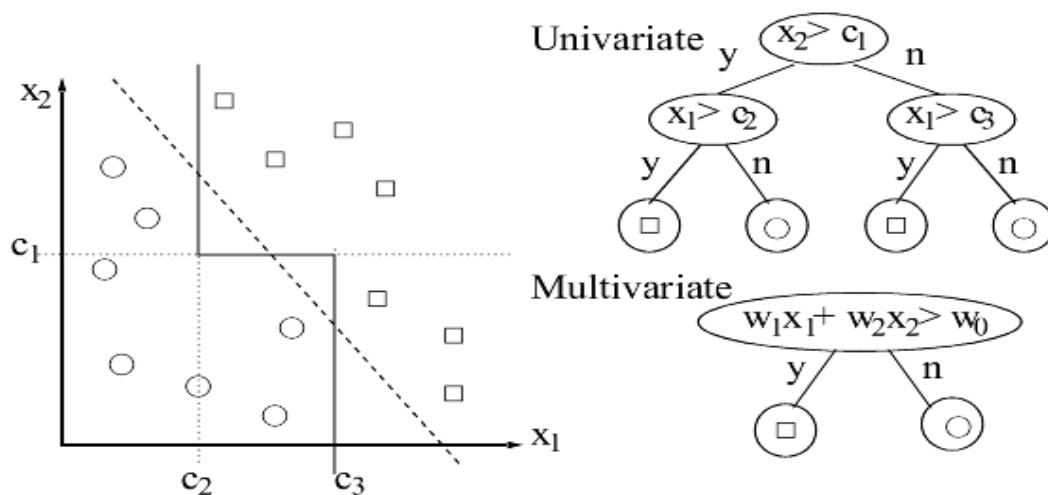 Univariate
x₂> c₁
y
n
x₁> c₂
x₁> c₃
y
n
y
n
Multivariate
w₁x₁+ w₂x₂> w₀
y
n
x₂
c₁
x₁
c₂
c₃